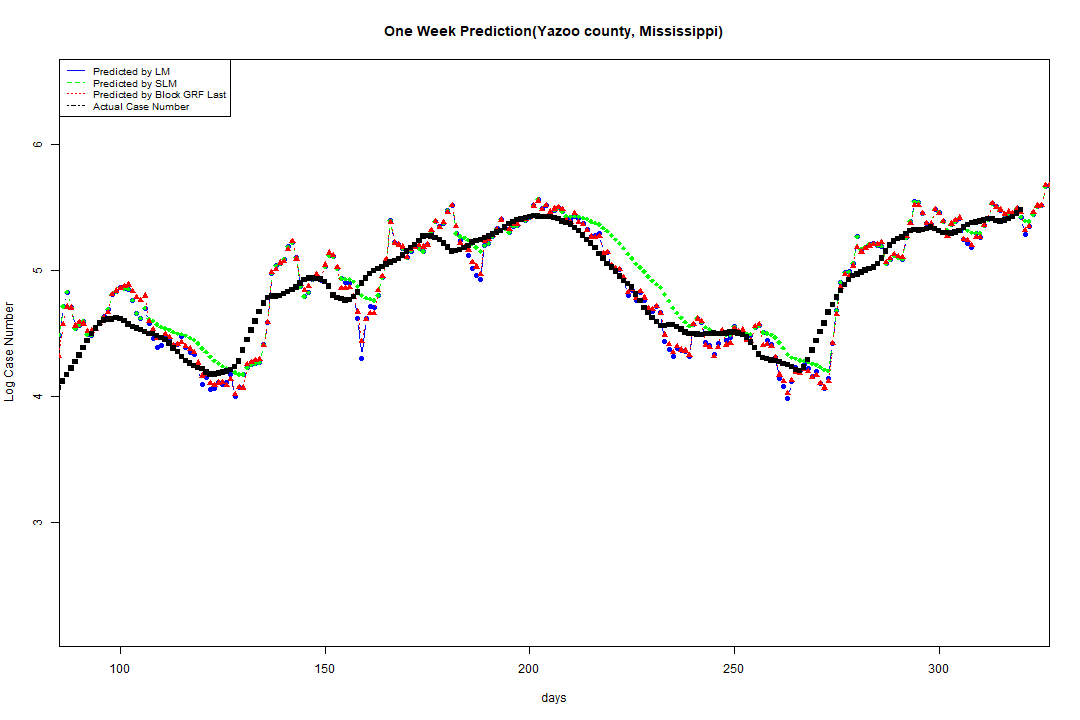 One Week Prediction(Yazoo county, Mississippi)
Predicted by LM
Predicted by SLM
Predicted by Block GRF Last
Actual Case Number
6
5
4
3
Log Case Number
100 150 200 250 300
days